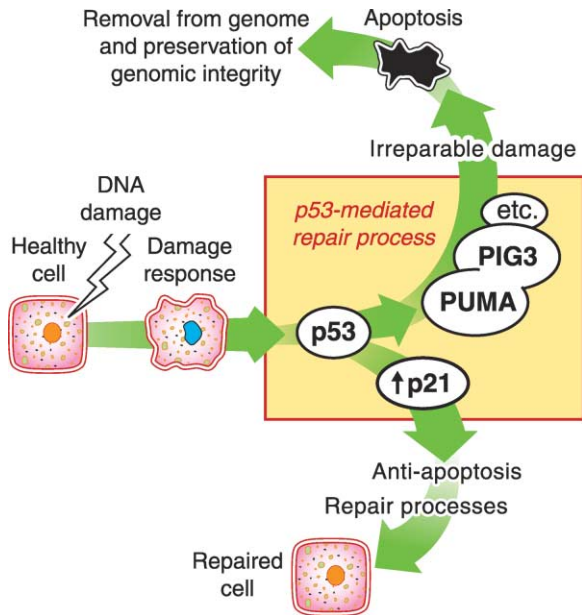 Removal from genome
and preservation of
genomic integrity
Apoptosis
Irreparable damage
DNA
damage
Healthy
cell
Damage
response
p53-mediated
repair process
etc.
PIG3
PUMA
p53
↑p21
Anti-apoptosis
Repair processes
Repaired
cell